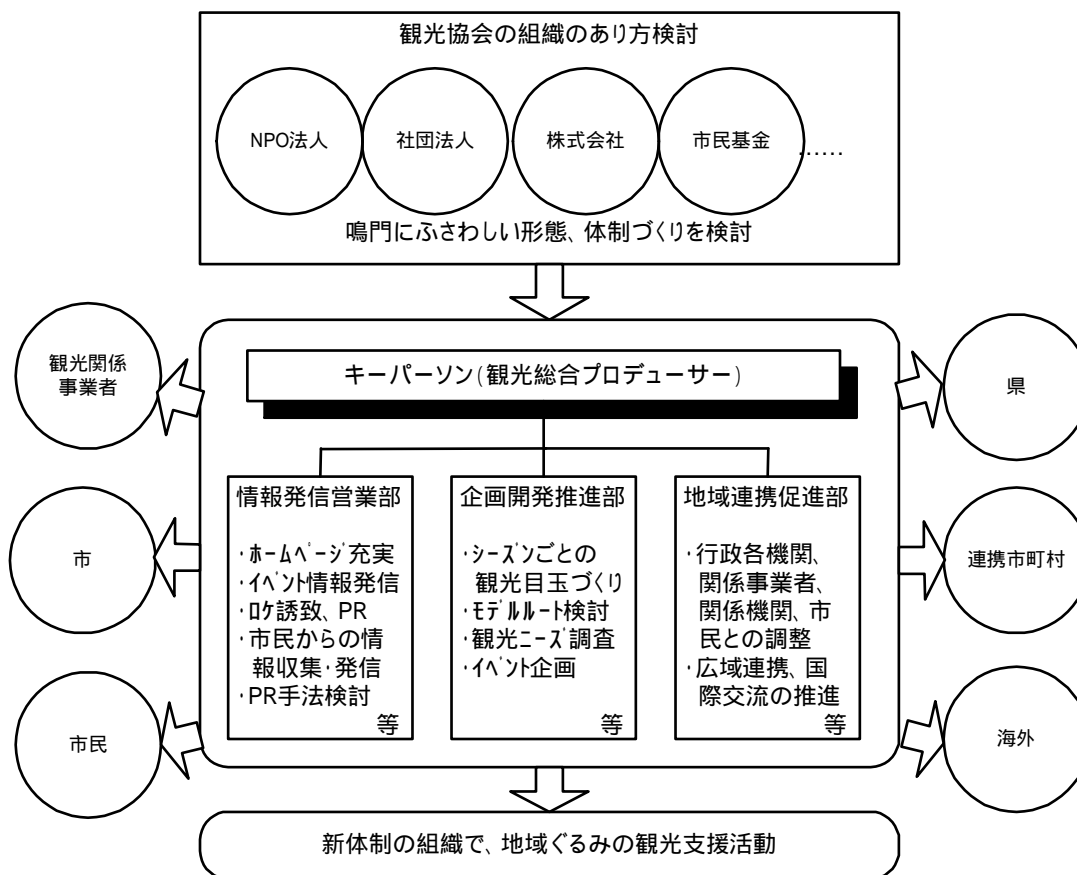 観光協会の組織のあり方検討
NPO法人
社団法人
株式会社
市民基金
……
鳴門にふさわしい形態、体制づくりを検討
キーパーソン(観光総合プロデューサー)
観光関係
事業者
市
市民
情報発信営業部
・ﾎｰﾑﾍﾟｰｼﾞ充実
・ｲﾍﾞﾝﾄ情報発信
・ﾛｹ誘致、PR
・市民からの情
報収集・発信
・PR手法検討
等
企画開発推進部
・ｼｰｽﾞﾝごとの
観光目玉づくり
・ﾓﾃﾞﾙﾙｰﾄ検討
・観光ﾆｰｽﾞ調査
・ｲﾍﾞﾝﾄ企画
等
地域連携促進部
・行政各機関、
関係事業者、
関係機関、市
民との調整
・広域連携、国
際交流の推進
等
県
連携市町村
海外
新体制の組織で、地域ぐるみの観光支援活動